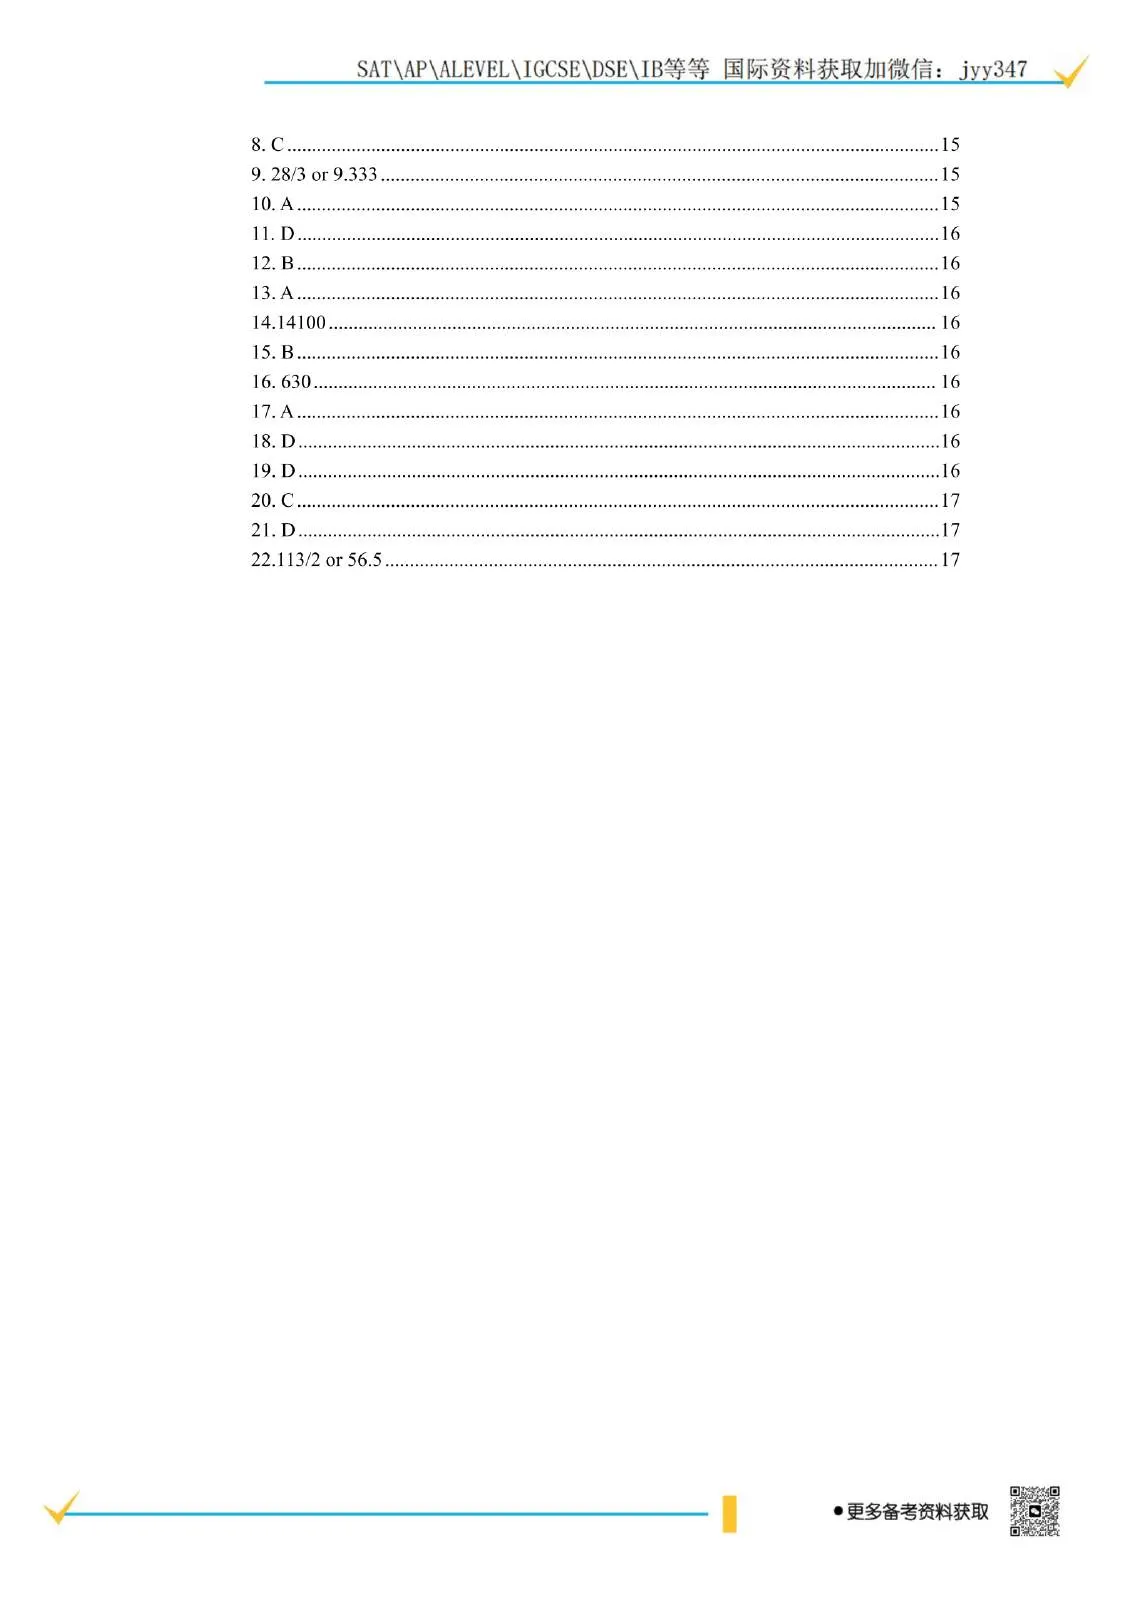 SAT\AP\ALEVEL\IGCSE\DSE\IB等等 国际资料获取加微信：jyy347
8. C........................................15
9. 28/3 or 9.333........................................15
10. A........................................15
11. D........................................16
12. B........................................16
13. A........................................16
14.14100........................................ 16
15. B........................................16
16. 630........................................ 16
17. A........................................16
18. D........................................16
19. D........................................16
20. C........................................17
21. D........................................17
22.113/2 or 56.5........................................17
●更多备考资料获取